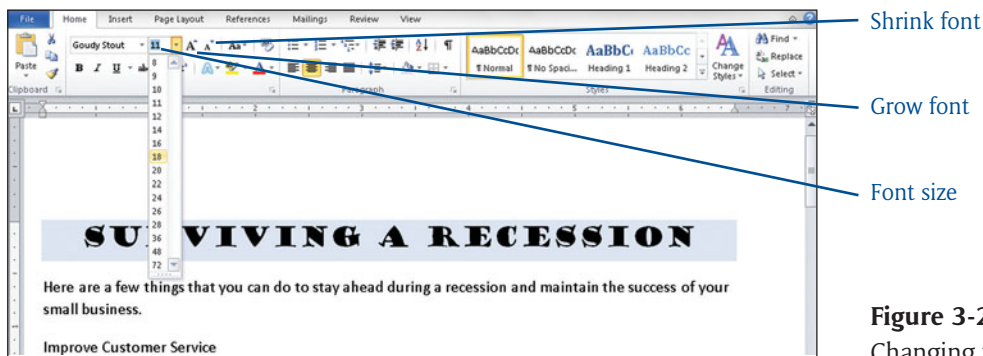 File Home Insert Page Layout References Mailings Review View
Shrink font
Goudy Stout 11 A A Aa Find
AaBbCcDc AaBbCcDc AaBbC AaBbCc Replace
Paste B I U ab A ¶ Normal ¶ No Spaci... Heading 1 Heading 2 Change Styles Select
Clipboard Paragraph Styles Editing
Grow font
Font size
8
9
10
11
12
14
16
18
20
22
24
26
28
36
48
72
SU VIVING A RECESSION
Here are a few things that you can do to stay ahead during a recession and maintain the success of your
small business.
Improve Customer Service
Figure 3-2
Changing